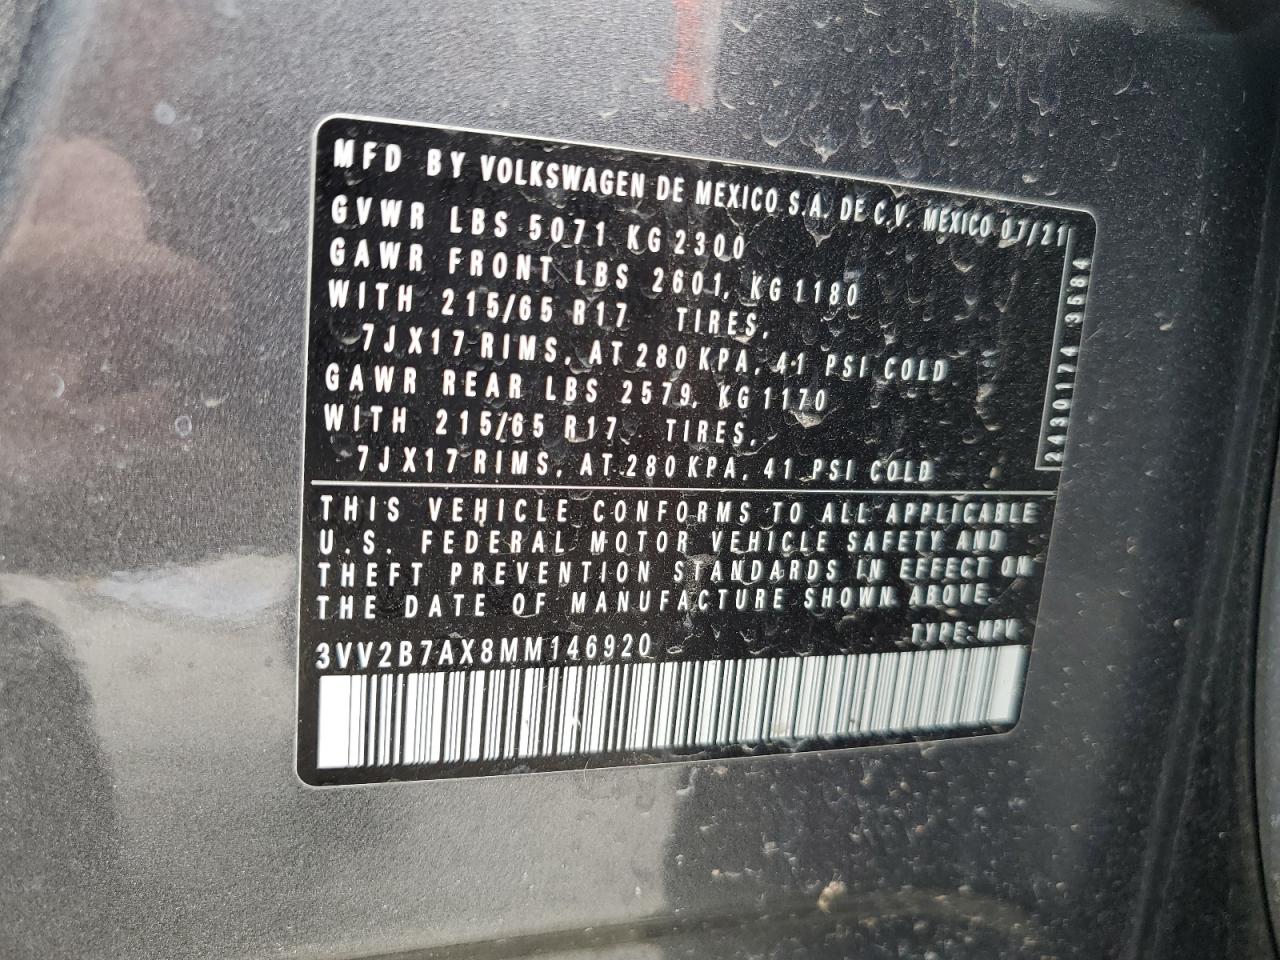 MFD BY VOLKSWAGEN DE MEXICO S.A. DE C.V. MEXICO 07/21
GVWR LBS 5071 KG 2300
GAWR FRONT LBS 2601, KG 1180
WITH 215/65 R17 TIRES,
7JX17 RIMS, AT 280 KPA, 41 PSI COLD
GAWR REAR LBS 2579, KG 1170
WITH 215/65 R17 TIRES,
7JX17 RIMS, AT 280 KPA, 41 PSI COLD
2430174 3584
THIS VEHICLE CONFORMS TO ALL APPLICABLE
U.S. FEDERAL MOTOR VEHICLE SAFETY AND
THEFT PREVENTION STANDARDS IN EFFECT ON
THE DATE OF MANUFACTURE SHOWN ABOVE
TYPE: MPV
3VV2B7AX8MM146920